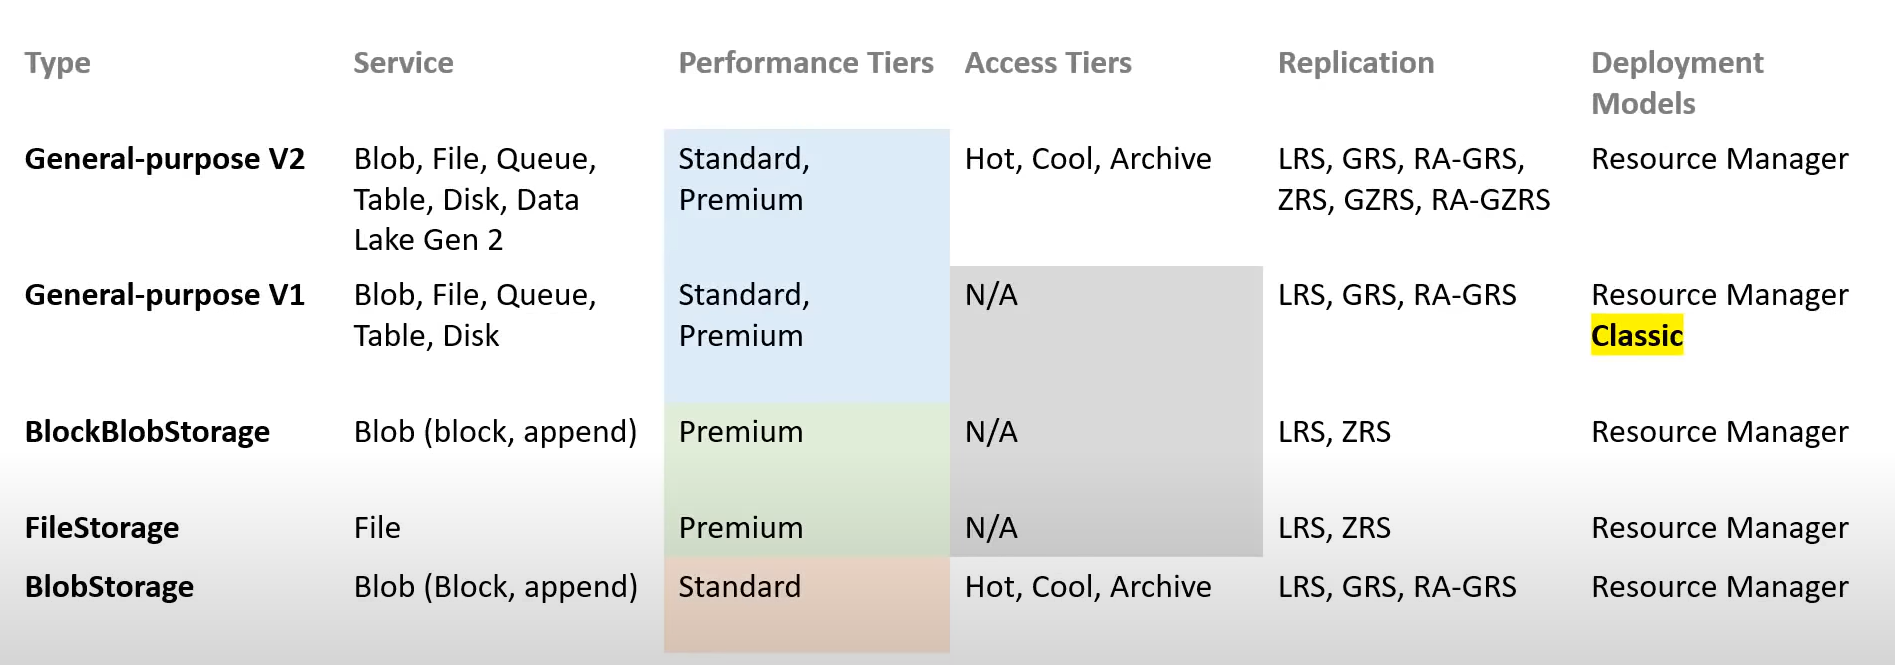 Type Service Performance Tiers Access Tiers Replication Deployment
Models
General-purpose V2 Blob, File, Queue, Standard, Hot, Cool, Archive LRS, GRS, RA-GRS, Resource Manager
Table, Disk, Data Premium ZRS, GZRS, RA-GZRS
Lake Gen 2
General-purpose V1 Blob, File, Queue, Standard, N/A LRS, GRS, RA-GRS Resource Manager
Table, Disk Premium Classic
BlockBlobStorage Blob (block, append) Premium N/A LRS, ZRS Resource Manager
FileStorage File Premium N/A LRS, ZRS Resource Manager
BlobStorage Blob (Block, append) Standard Hot, Cool, Archive LRS, GRS, RA-GRS Resource Manager